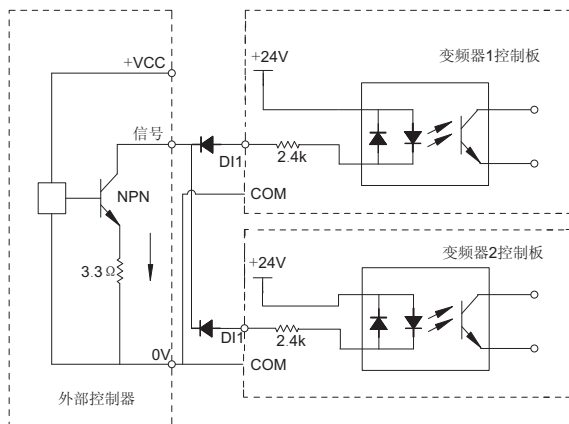 +VCC
信号
NPN
3.3Ω
0V
外部控制器
变频器1控制板
+24V
DI1
2.4k
COM
变频器2控制板
+24V
DI1
2.4k
COM